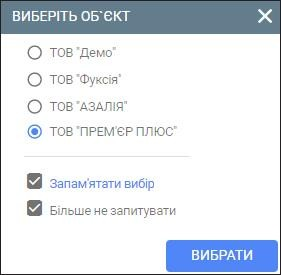 ВИБЕРІТЬ ОБ`ЄКТ
ТОВ "Демо"
ТОВ "Фуксія"
ТОВ "АЗАЛІЯ"
ТОВ "ПРЕМ'ЄР ПЛЮС"
Запам'ятати вибір
Більше не запитувати
ВИБРАТИ